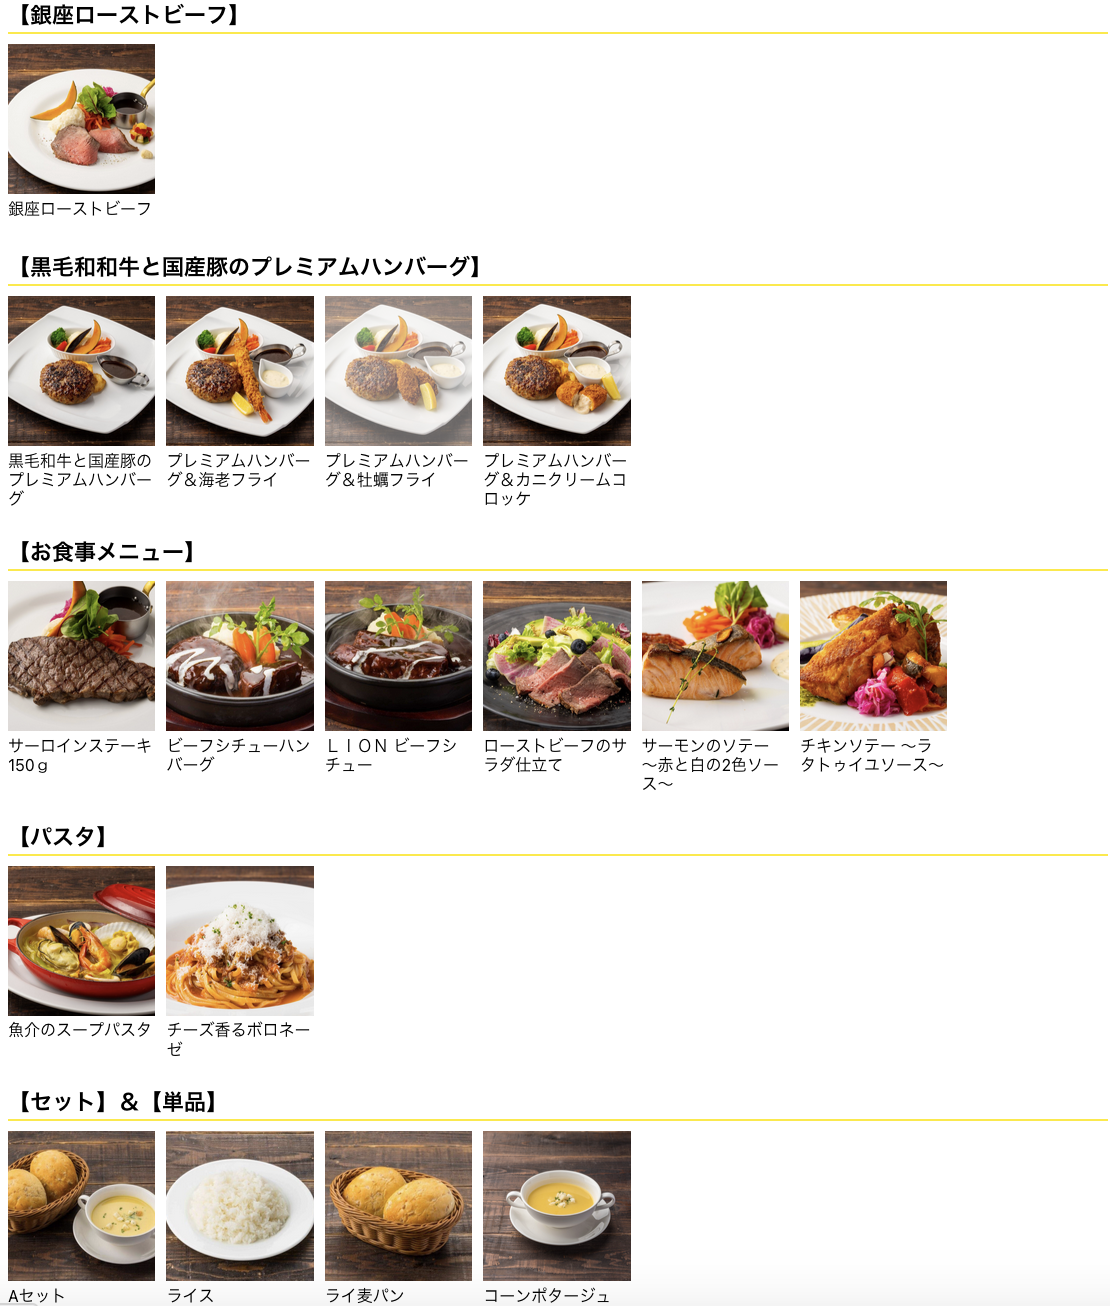 【銀座ローストビーフ】
銀座ローストビーフ
【黒毛和和牛と国産豚のプレミアムハンバーグ】
黒毛和牛と国産豚の
プレミアムハンバー
グ
プレミアムハンバー
グ＆海老フライ
プレミアムハンバー
グ＆牡蠣フライ
プレミアムハンバー
グ＆カニクリームコ
ロッケ
【お食事メニュー】
サーロインステーキ
150ｇ
ビーフシチューハン
バーグ
ＬＩＯＮ ビーフシ
チュー
ローストビーフのサ
ラダ仕立て
サーモンのソテー
～赤と白の2色ソー
ス～
チキンソテー ～ラ
タトゥイユソース～
【パスタ】
魚介のスープパスタ
チーズ香るボロネー
ゼ
【セット】＆【単品】
Aセット
ライス
ライ麦パン
コーンポタージュ